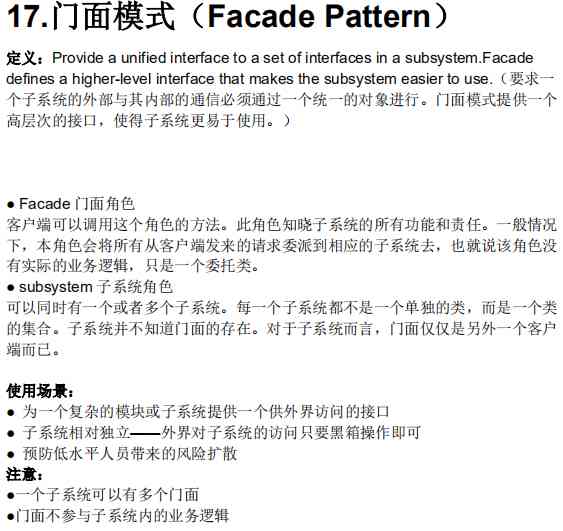 17.门面模式（Facade Pattern）
定义：Provide a unified interface to a set of interfaces in a subsystem.Facade
defines a higher-level interface that makes the subsystem easier to use.（要求一
个子系统的外部与其内部的通信必须通过一个统一的对象进行。门面模式提供一个
高层次的接口，使得子系统更易于使用。）
● Facade 门面角色
客户端可以调用这个角色的方法。此角色知晓子系统的所有功能和责任。一般情况
下，本角色会将所有从客户端发来的请求委派到相应的子系统去，也就说该角色没
有实际的业务逻辑，只是一个委托类。
● subsystem 子系统角色
可以同时有一个或者多个子系统。每一个子系统都不是一个单独的类，而是一个类
的集合。子系统并不知道门面的存在。对于子系统而言，门面仅仅是另外一个客户
端而已。
使用场景：
● 为一个复杂的模块或子系统提供一个供外界访问的接口
● 子系统相对独立——外界对子系统的访问只要黑箱操作即可
● 预防低水平人员带来的风险扩散
注意：
●一个子系统可以有多个门面
●门面不参与子系统内的业务逻辑